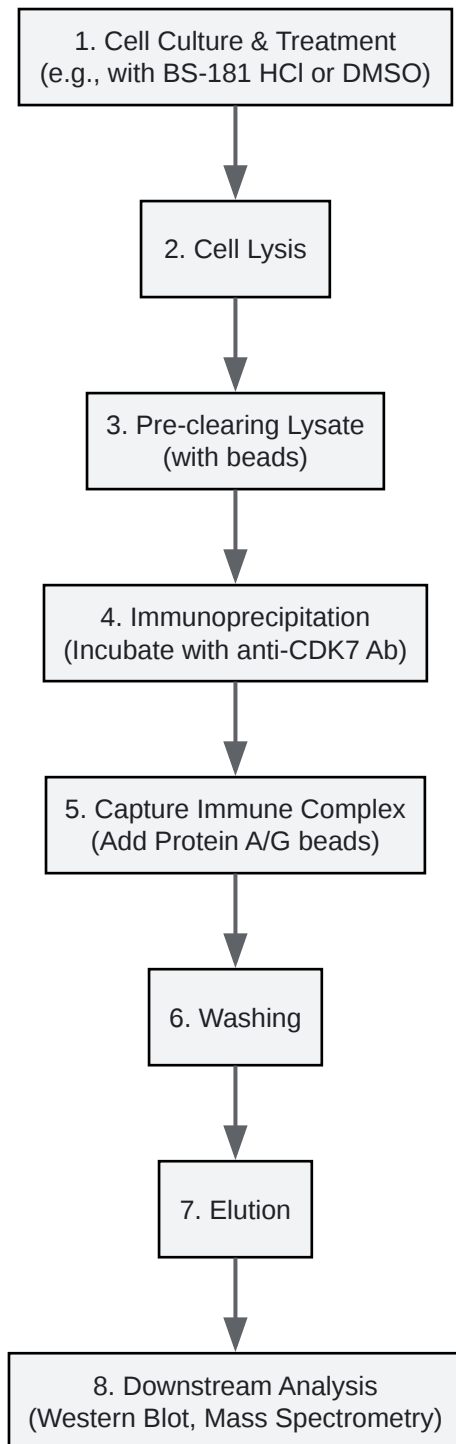 1. Cell Culture & Treatment
(e.g., with BS-181 HCl or DMSO)
2. Cell Lysis
3. Pre-clearing Lysate
(with beads)
4. Immunoprecipitation
(Incubate with anti-CDK7 Ab)
5. Capture Immune Complex
(Add Protein A/G beads)
6. Washing
7. Elution
8. Downstream Analysis
(Western Blot, Mass Spectrometry)